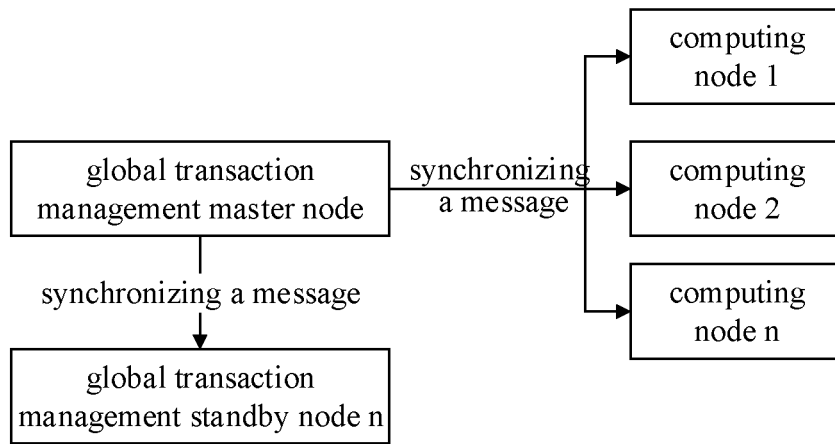 computing
node 1
global transaction
management master node
synchronizing
a message
computing
node 2
synchronizing a message
computing
node n
global transaction
management standby node n